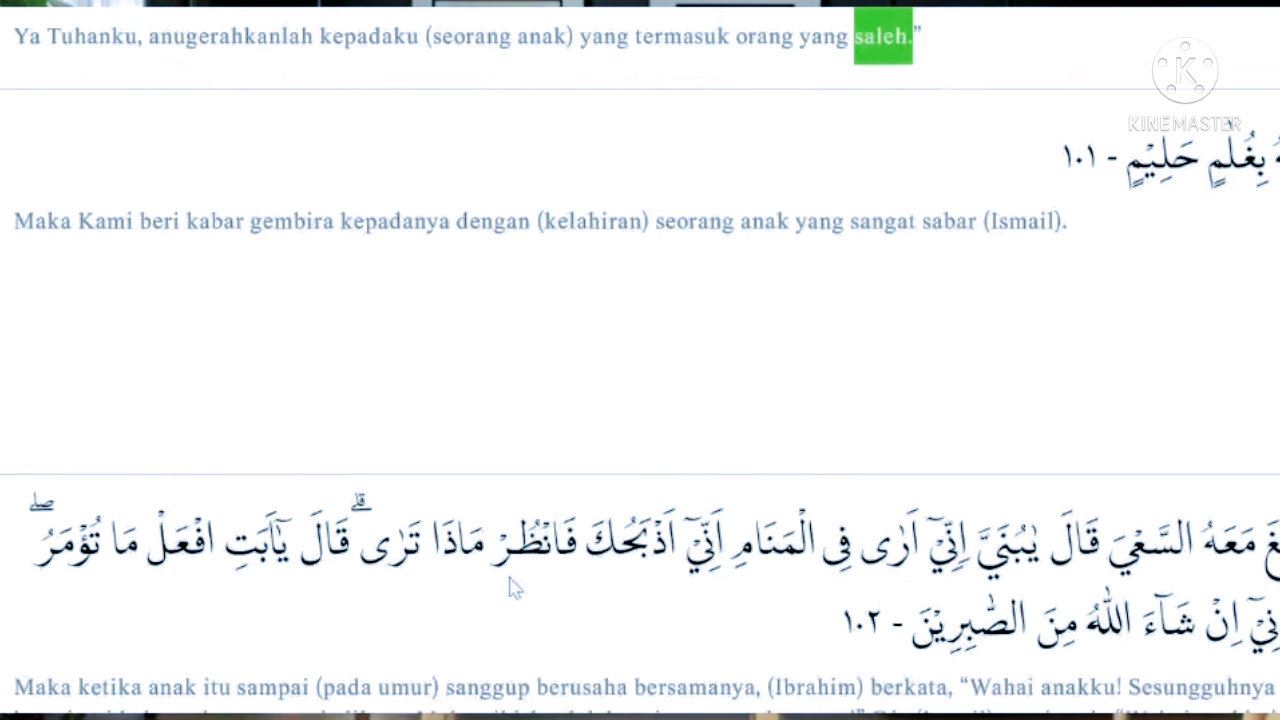 Ya Tuhanku, anugerahkanlah kepadaku (seorang anak) yang termasuk orang yang saleh.”
KINEMASTER
بِغُلٰمٍ حَلِيْمٍ - ١٠١
Maka Kami beri kabar gembira kepadanya dengan (kelahiran) seorang anak yang sangat sabar (Ismail).
مَعَهُ السَّعْيَ قَالَ يٰبُنَيَّ اِنِّيْٓ اَرٰى فِى الْمَنَامِ اَنِّيْٓ اَذْبَحُكَ فَانْظُرْ مَاذَا تَرٰىۗ قَالَ يٰٓاَبَتِ افْعَلْ مَا تُؤْمَرُۖ
اِنْ شَاۤءَ اللّٰهُ مِنَ الصّٰبِرِيْنَ - ١٠٢
Maka ketika anak itu sampai (pada umur) sanggup berusaha bersamanya, (Ibrahim) berkata, “Wahai anakku! Sesungguhnya